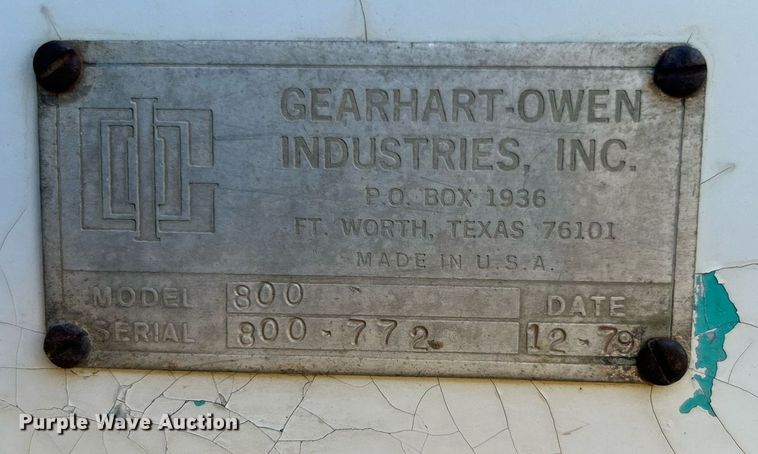 GEARHART-OWEN
INDUSTRIES, INC.
P.O. BOX 1936
FT. WORTH, TEXAS 76101
MADE IN U.S.A.
MODEL 800 DATE
SERIAL 800-772 12-79
Purple Wave Auction